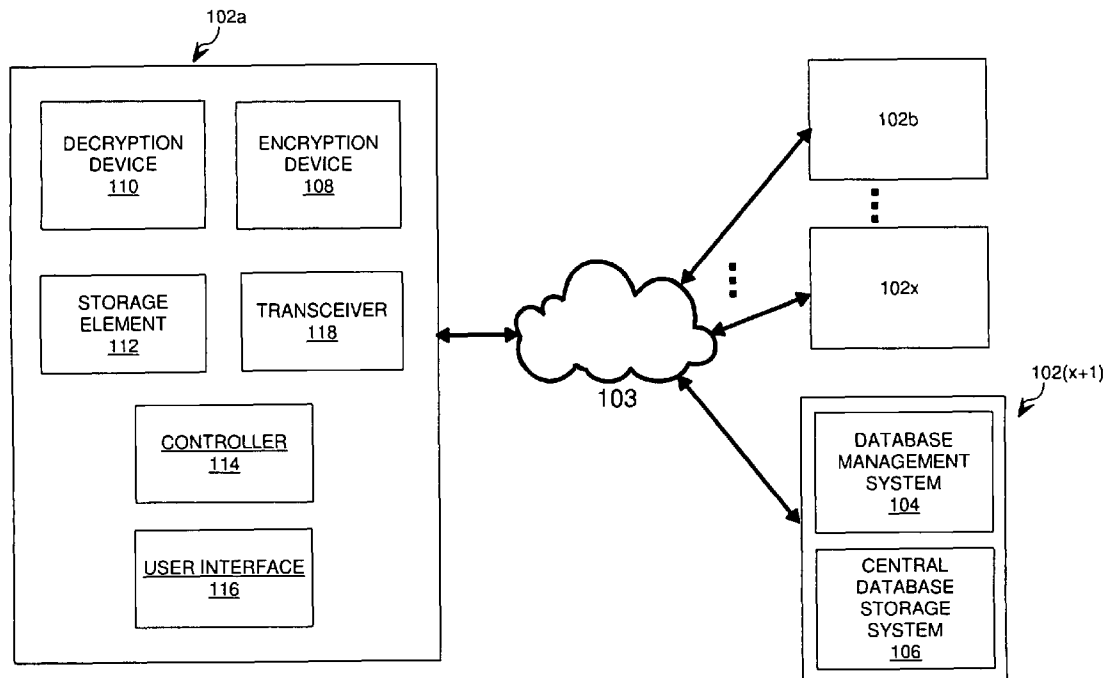 102a
DECRYPTION
DEVICE
110
ENCRYPTION
DEVICE
108
STORAGE
ELEMENT
112
TRANSCEIVER
118
CONTROLLER
114
USER INTERFACE
116
103
102b
102x
102(x+1)
DATABASE
MANAGEMENT
SYSTEM
104
CENTRAL
DATABASE
STORAGE
SYSTEM
106